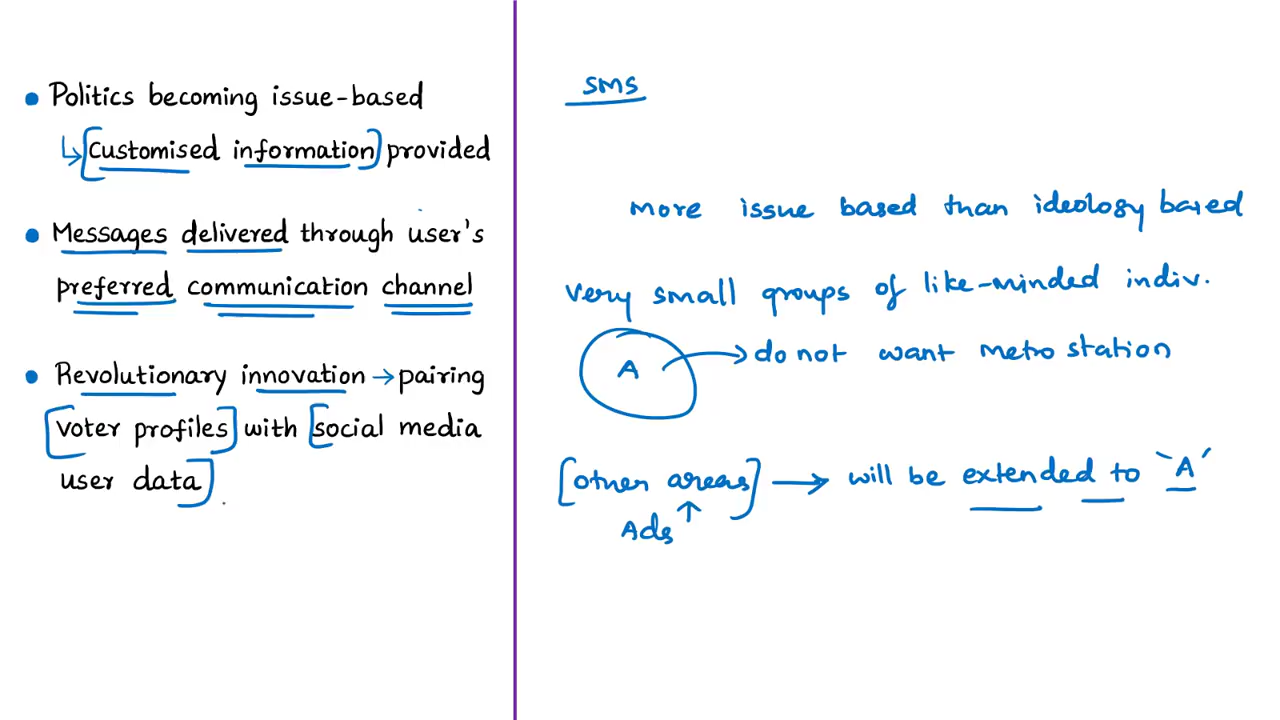 • Politics becoming issue-based
↳ [Customised information] provided
• Messages delivered through user's
preferred communication channel
• Revolutionary innovation → pairing
[voter profiles] with [social media
user data]
SMS
more issue based than ideology based
very small groups of like-minded indiv.
A → do not want metro station
[other areas] → will be extended to 'A'
Ads ↑